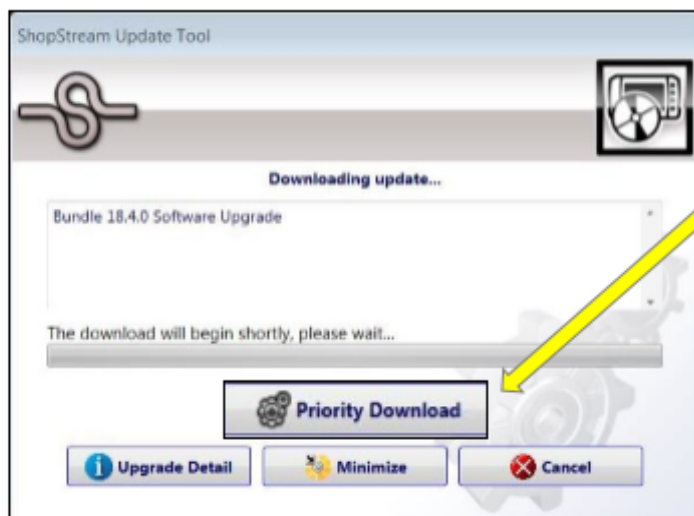 ShopStream Update Tool
Downloading update...
Bundle 18.4.0 Software Upgrade
The download will begin shortly, please wait...
Priority Download
Upgrade Detail Minimize Cancel